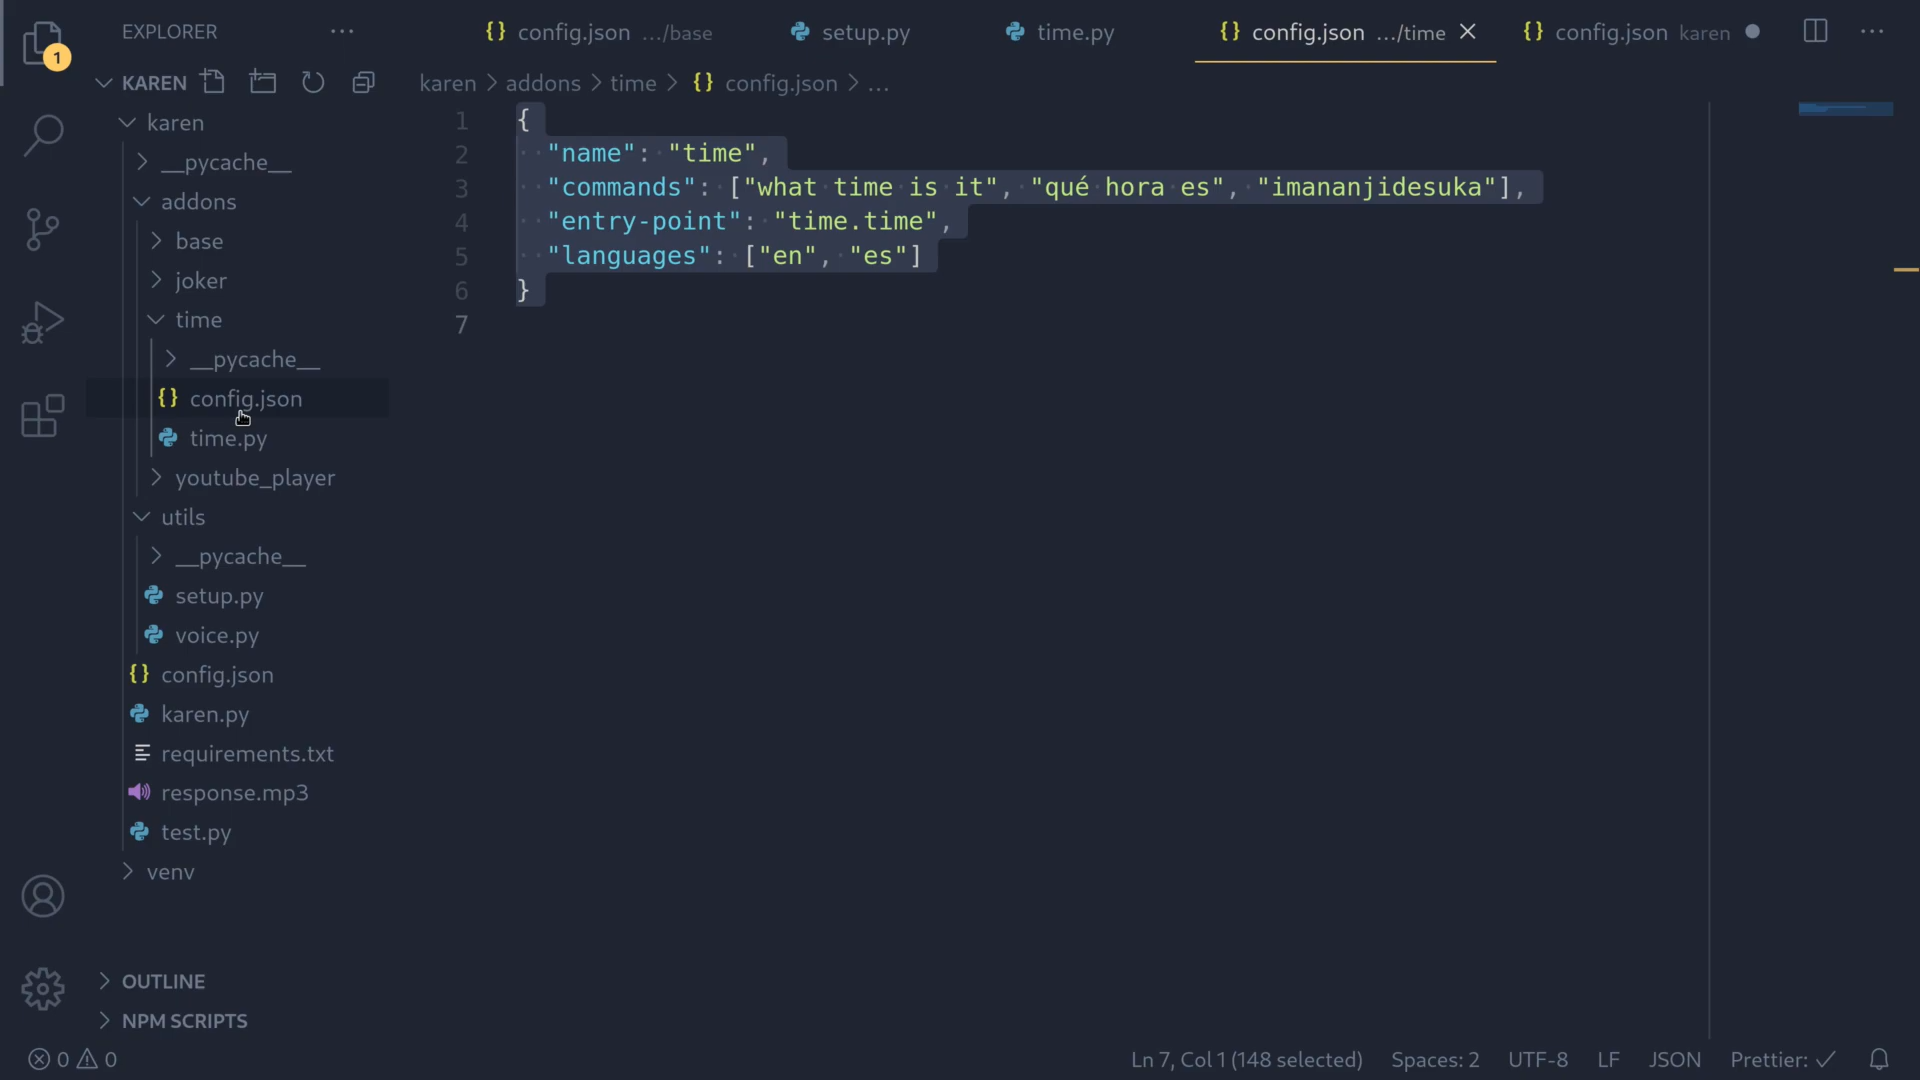 EXPLORER
1
KAREN
karen
__pycache__
addons
base
joker
time
__pycache__
config.json
time.py
youtube_player
utils
__pycache__
setup.py
voice.py
config.json
karen.py
requirements.txt
response.mp3
test.py
venv
OUTLINE
NPM SCRIPTS
config.json .../base
setup.py
time.py
config.json .../time
config.json karen
karen > addons > time > {} config.json > ...
1 {
2 "name": "time",
3 "commands": ["what time is it", "qué hora es", "imananjidesuka"],
4 "entry-point": "time.time",
5 "languages": ["en", "es"]
6 }
7
0 0
Ln 7, Col 1 (148 selected) Spaces: 2 UTF-8 LF JSON Prettier: ✓